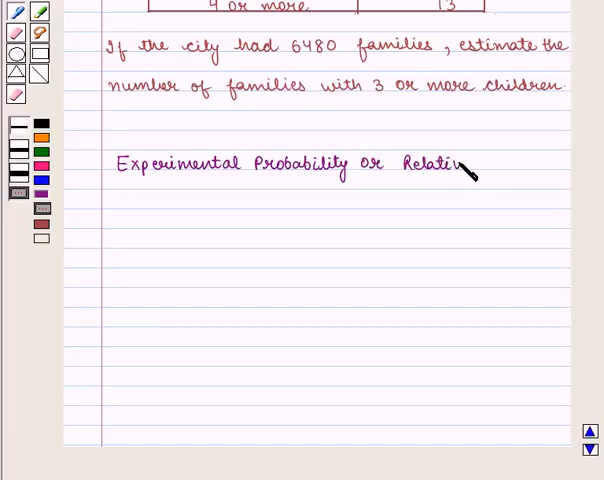 4 or more 13
If the city had 6480 families, estimate the
number of families with 3 or more children.
Experimental Probability or Relativ